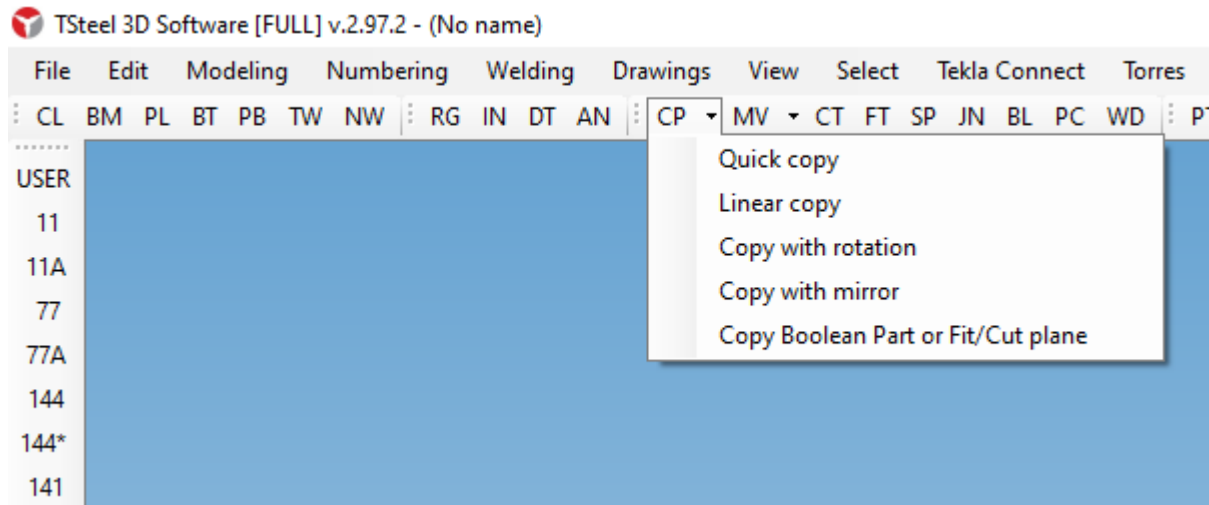 TSteel 3D Software [FULL] v.2.97.2 - (No name)
File Edit Modeling Numbering Welding Drawings View Select Tekla Connect Torres
CL BM PL BT PB TW NW RG IN DT AN CP MV CT FT SP JN BL PC WD PT
Quick copy
Linear copy
Copy with rotation
Copy with mirror
Copy Boolean Part or Fit/Cut plane
USER
11
11A
77
77A
144
144*
141